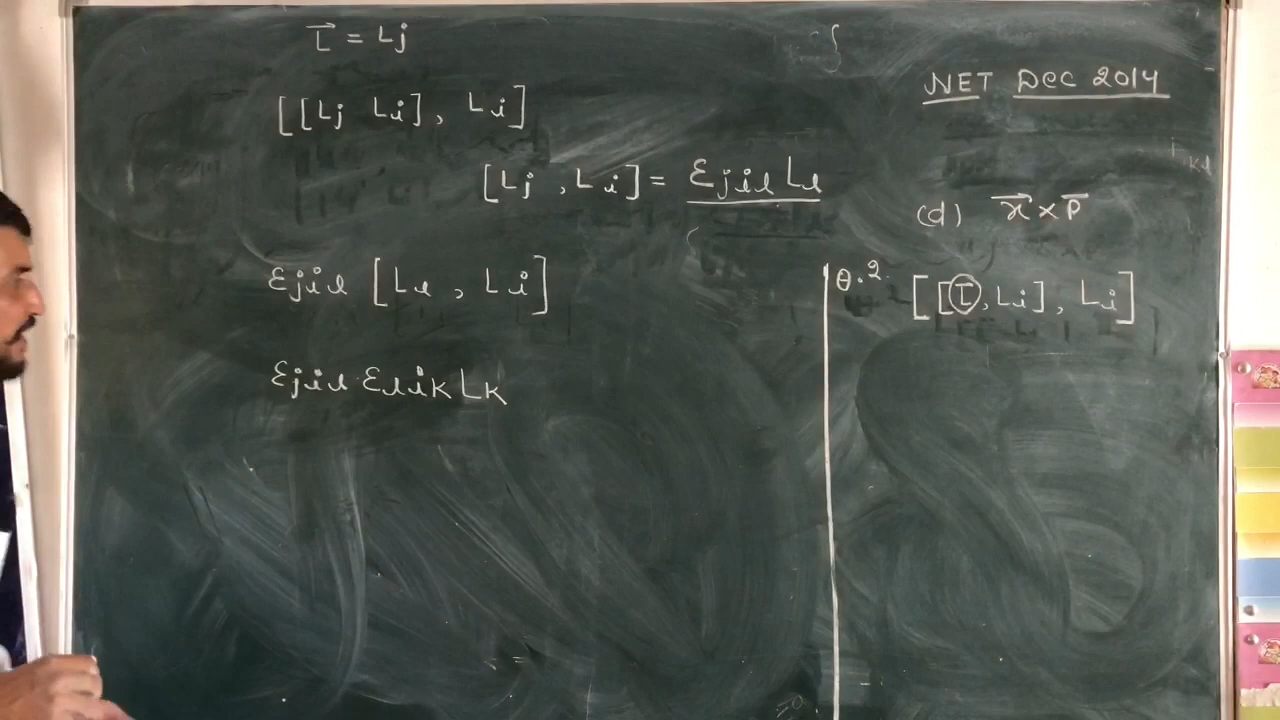 L⃗ = Lj
[[Lj Li], Li]
[Lj , Li] = εjil Ll
εjil [Ll , Li]
εjil εlik Lk
NET Dec 2014
(d) x⃗ × p̅
Q.2. [[L, Li], Li]